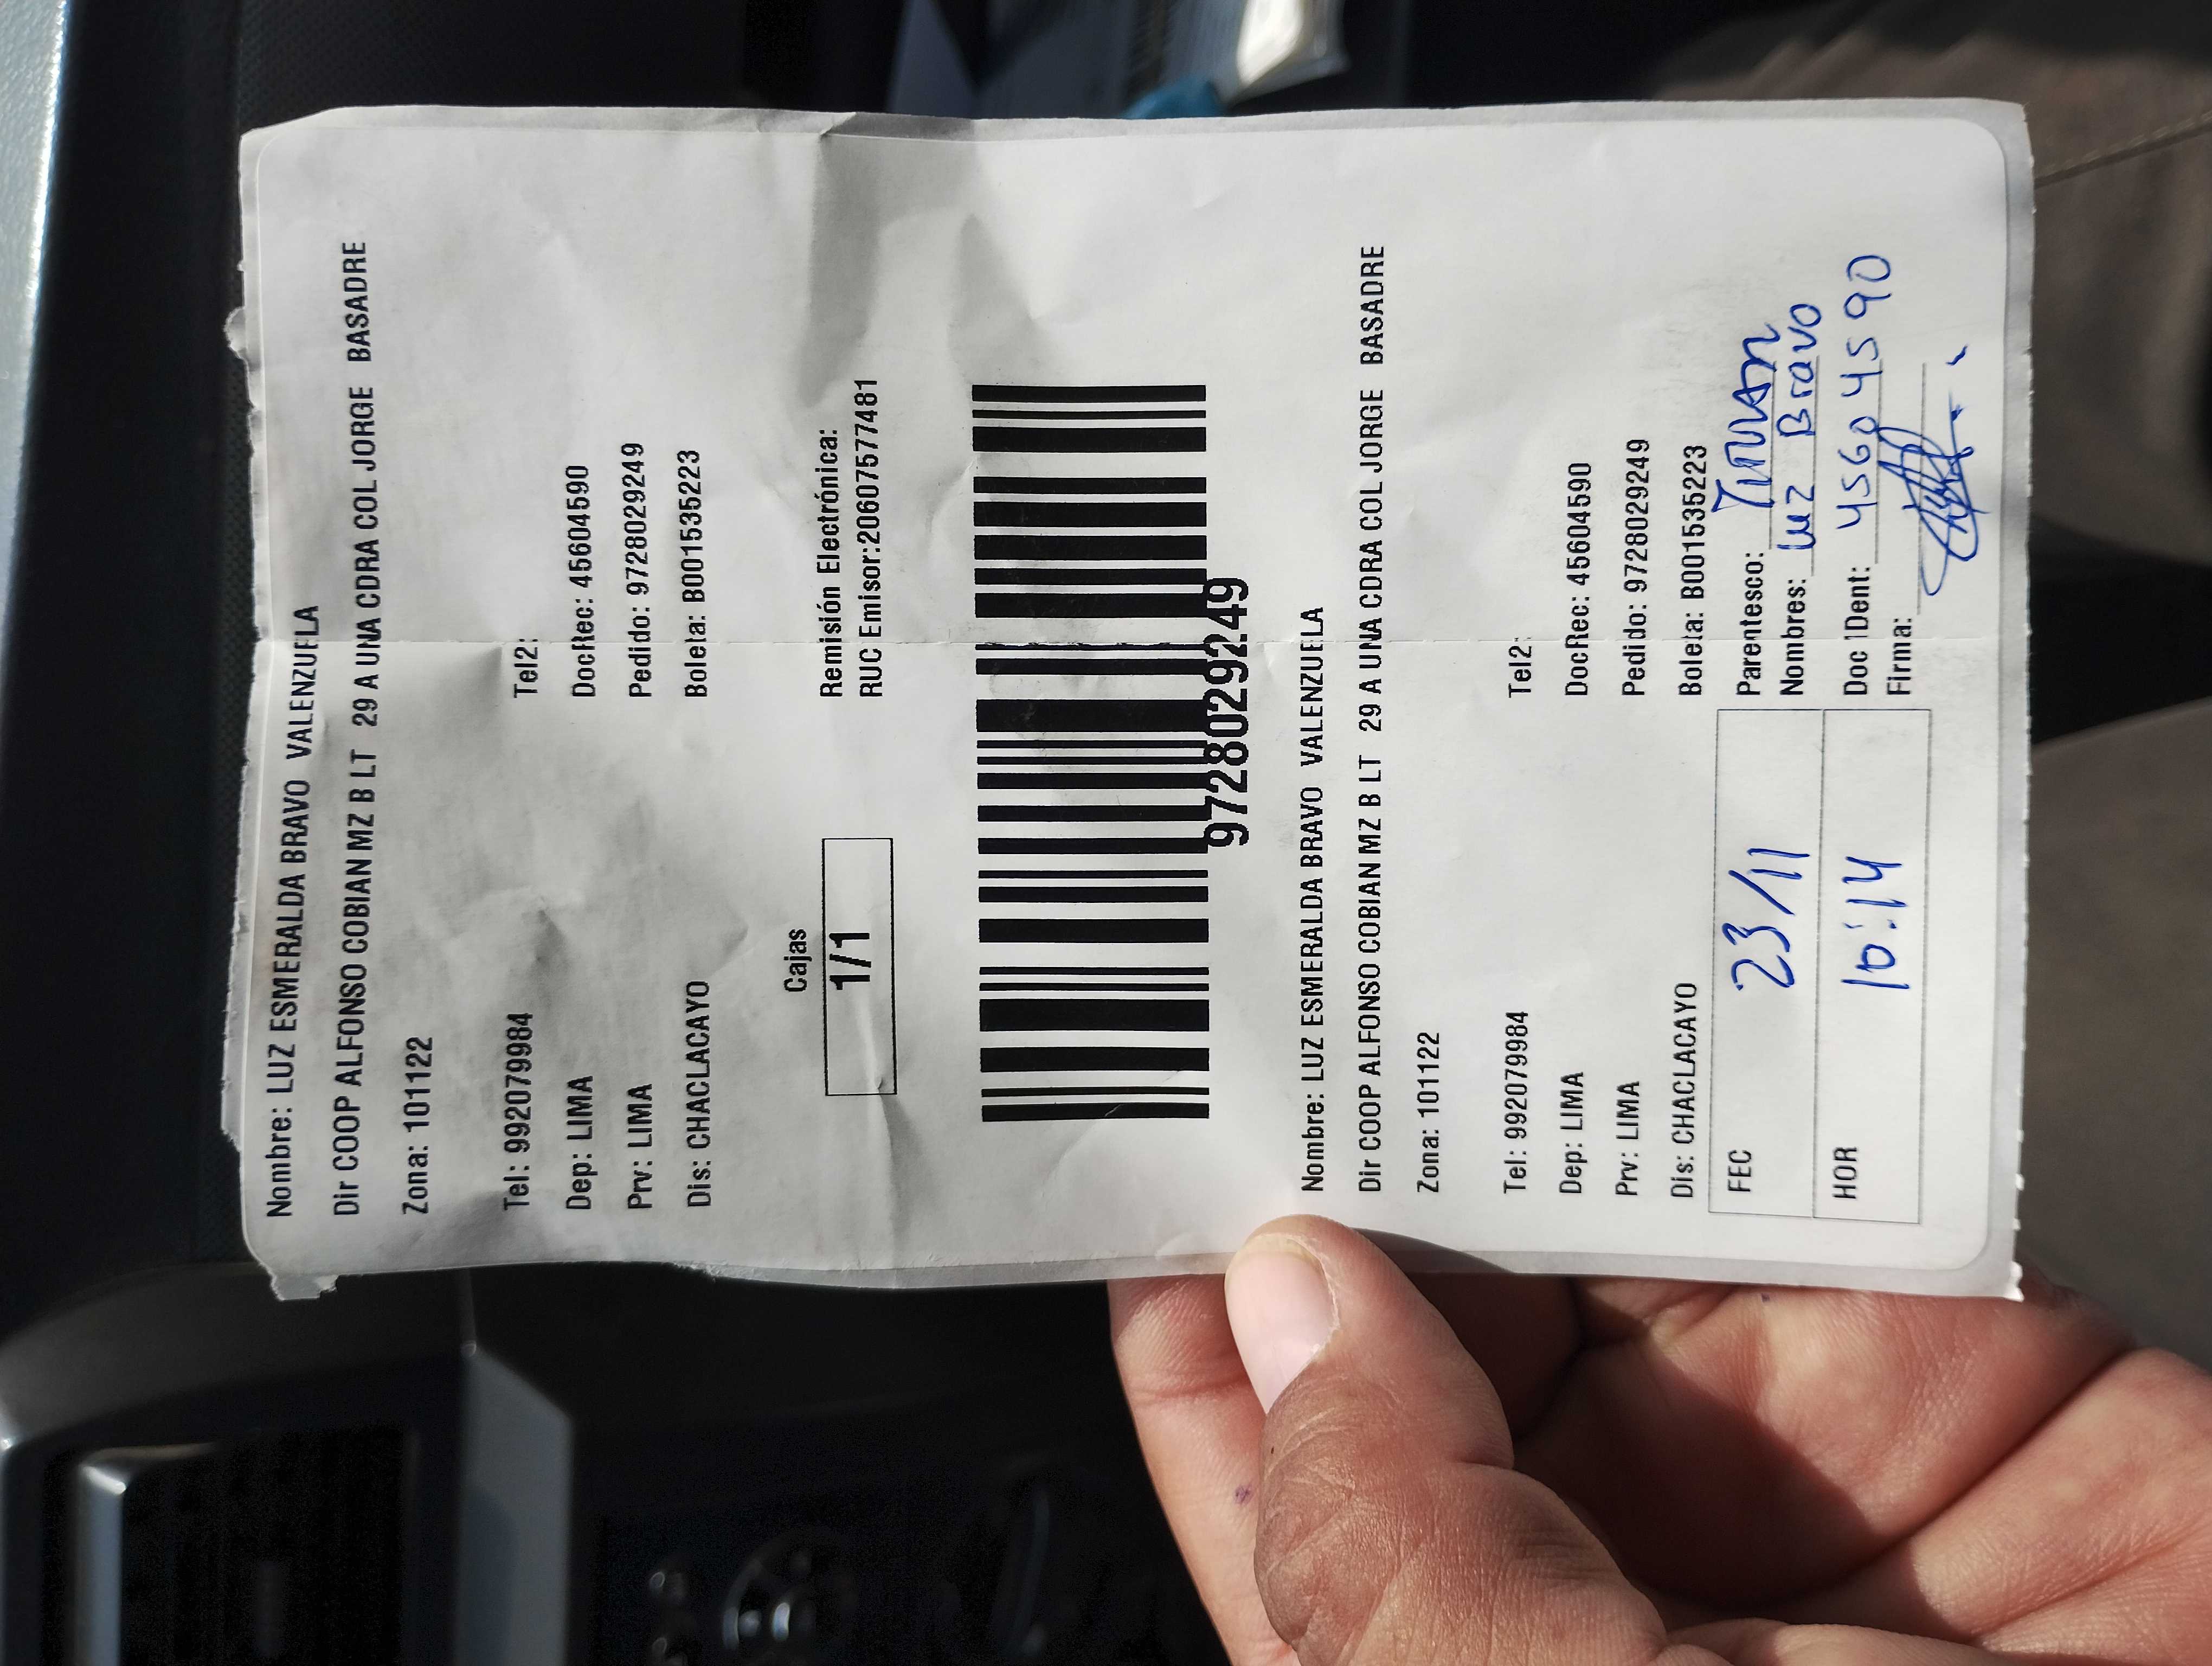 Nombre: LUZ ESMERALDA BRAVO VALENZUELA
Dir COOP ALFONSO COBIAN MZ B LT 29 A UNA CDRA COL JORGE BASADRE
Zona: 101122
Tel: 992079984 Tel2:
Dep: LIMA DocRec: 45604590
Prv: LIMA Pedido: 9728029249
Dis: CHACLACAYO Boleta: B001535223
Cajas
1/1
Remisión Electrónica:
RUC Emisor:20607577481
9728029249
Nombre: LUZ ESMERALDA BRAVO VALENZUELA
Dir COOP ALFONSO COBIAN MZ B LT 29 A UNA CDRA COL JORGE BASADRE
Zona: 101122
Tel: 992079984 Tel2:
Dep: LIMA DocRec: 45604590
Prv: LIMA Pedido: 9728029249
Dis: CHACLACAYO Boleta: B001535223
FEC 23/11 Parentesco:
Nombres: Luz Bravo
HOR 10:14 Doc IDent: 45604590
Firma: